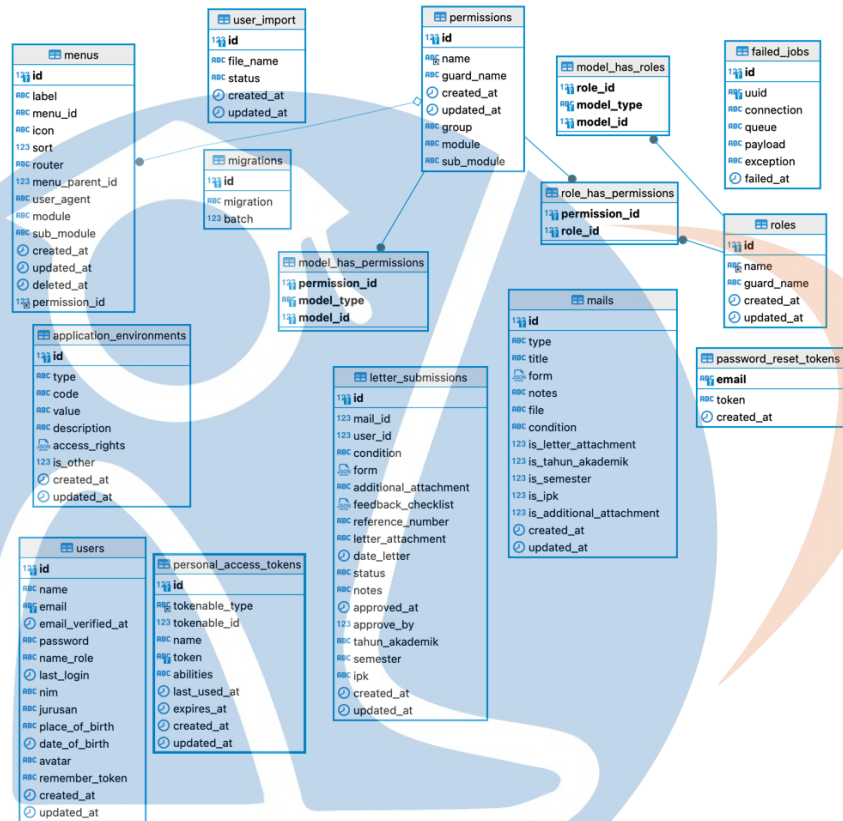 user_import
id
file_name
status
created_at
updated_at
permissions
id
name
guard_name
created_at
updated_at
group
module
sub_module
menus
id
label
menu_id
icon
sort
router
menu_parent_id
user_agent
module
sub_module
created_at
updated_at
deleted_at
permission_id
model_has_roles
role_id
model_type
model_id
failed_jobs
id
uuid
connection
queue
payload
exception
failed_at
migrations
id
migration
batch
role_has_permissions
permission_id
role_id
roles
id
name
guard_name
created_at
updated_at
model_has_permissions
permission_id
model_type
model_id
mails
id
type
title
form
notes
file
condition
is_letter_attachment
is_tahun_akademik
is_semester
is_ipk
is_additional_attachment
created_at
updated_at
application_environments
id
type
code
value
description
access_rights
is_other
created_at
updated_at
password_reset_tokens
email
token
created_at
letter_submissions
id
mail_id
user_id
condition
form
additional_attachment
feedback_checklist
reference_number
letter_attachment
date_letter
status
notes
approved_at
approve_by
tahun_akademik
semester
ipk
created_at
updated_at
users
id
name
email
email_verified_at
password
name_role
last_login
nim
jurusan
place_of_birth
date_of_birth
avatar
remember_token
created_at
updated_at
personal_access_tokens
id
tokenable_type
tokenable_id
name
token
abilities
last_used_at
expires_at
created_at
updated_at